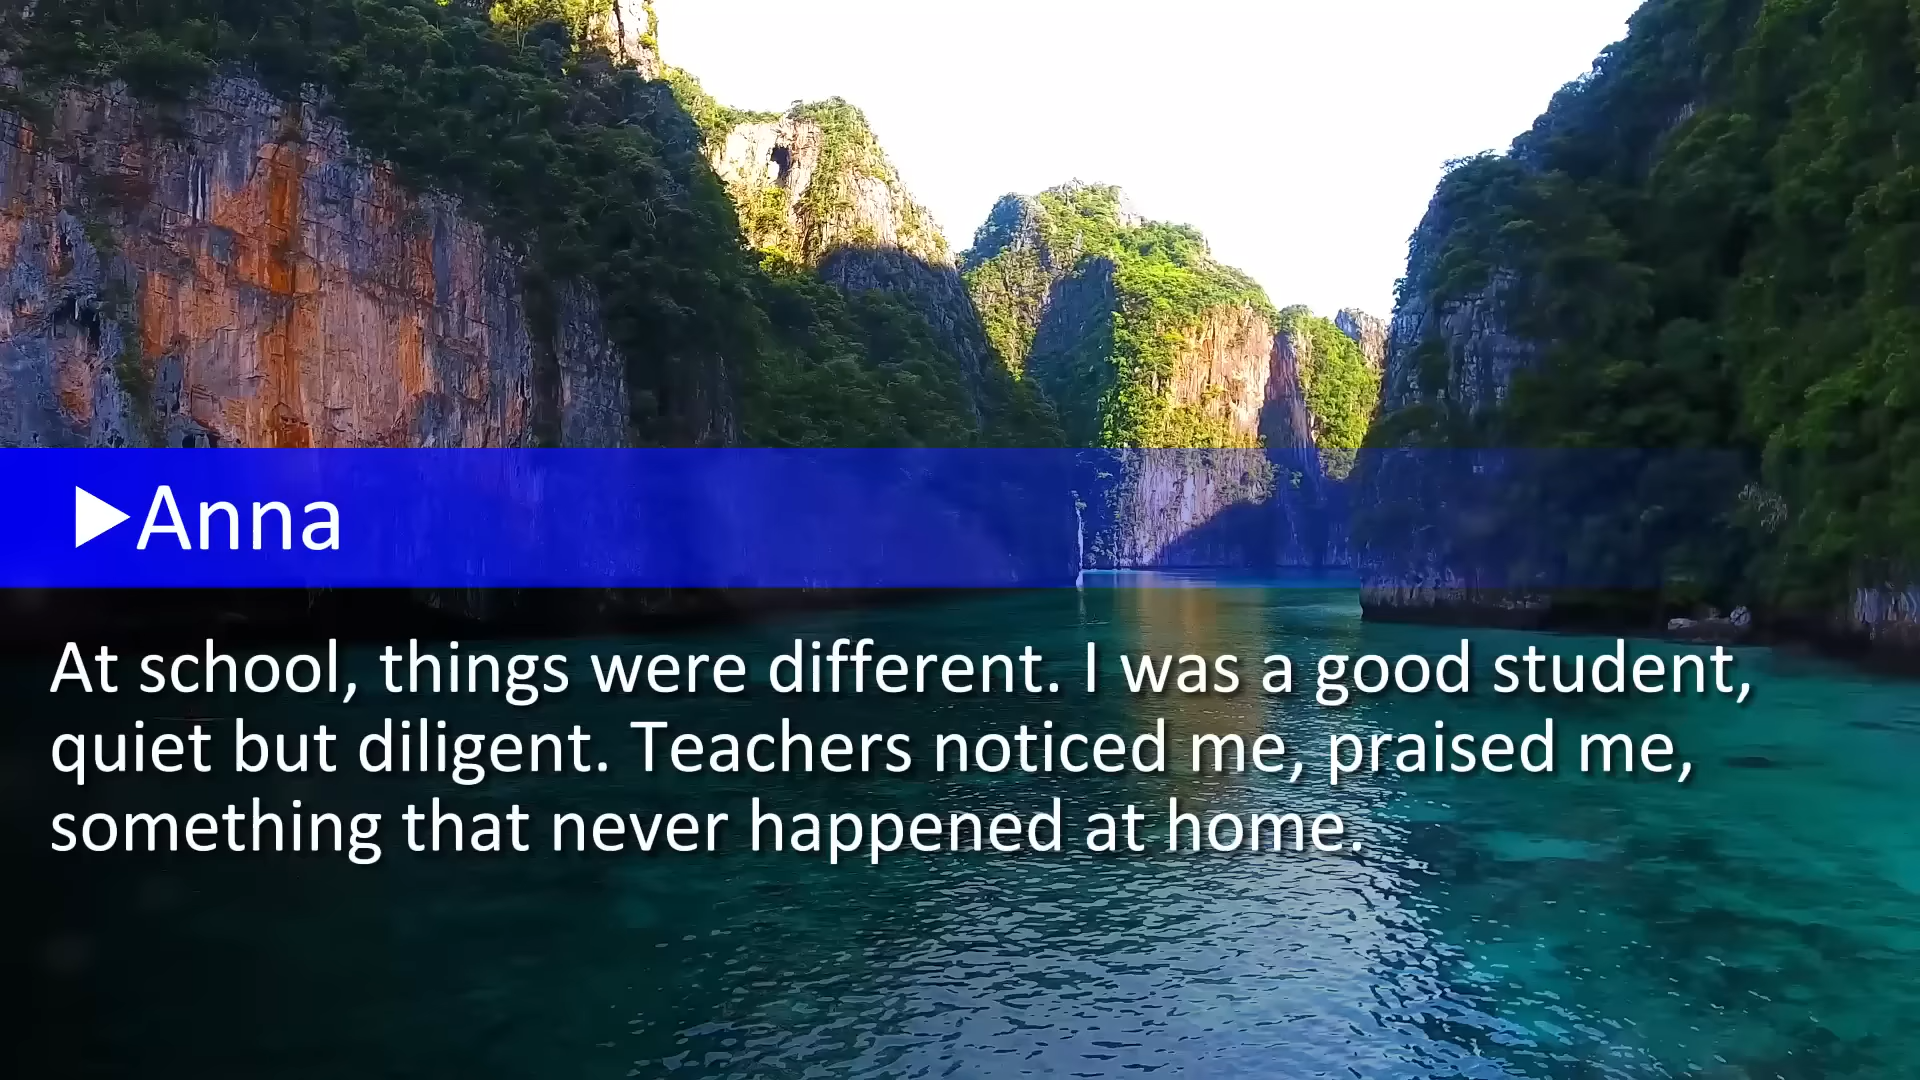 ▶Anna
At school, things were different. I was a good student,
quiet but diligent. Teachers noticed me, praised me,
something that never happened at home.